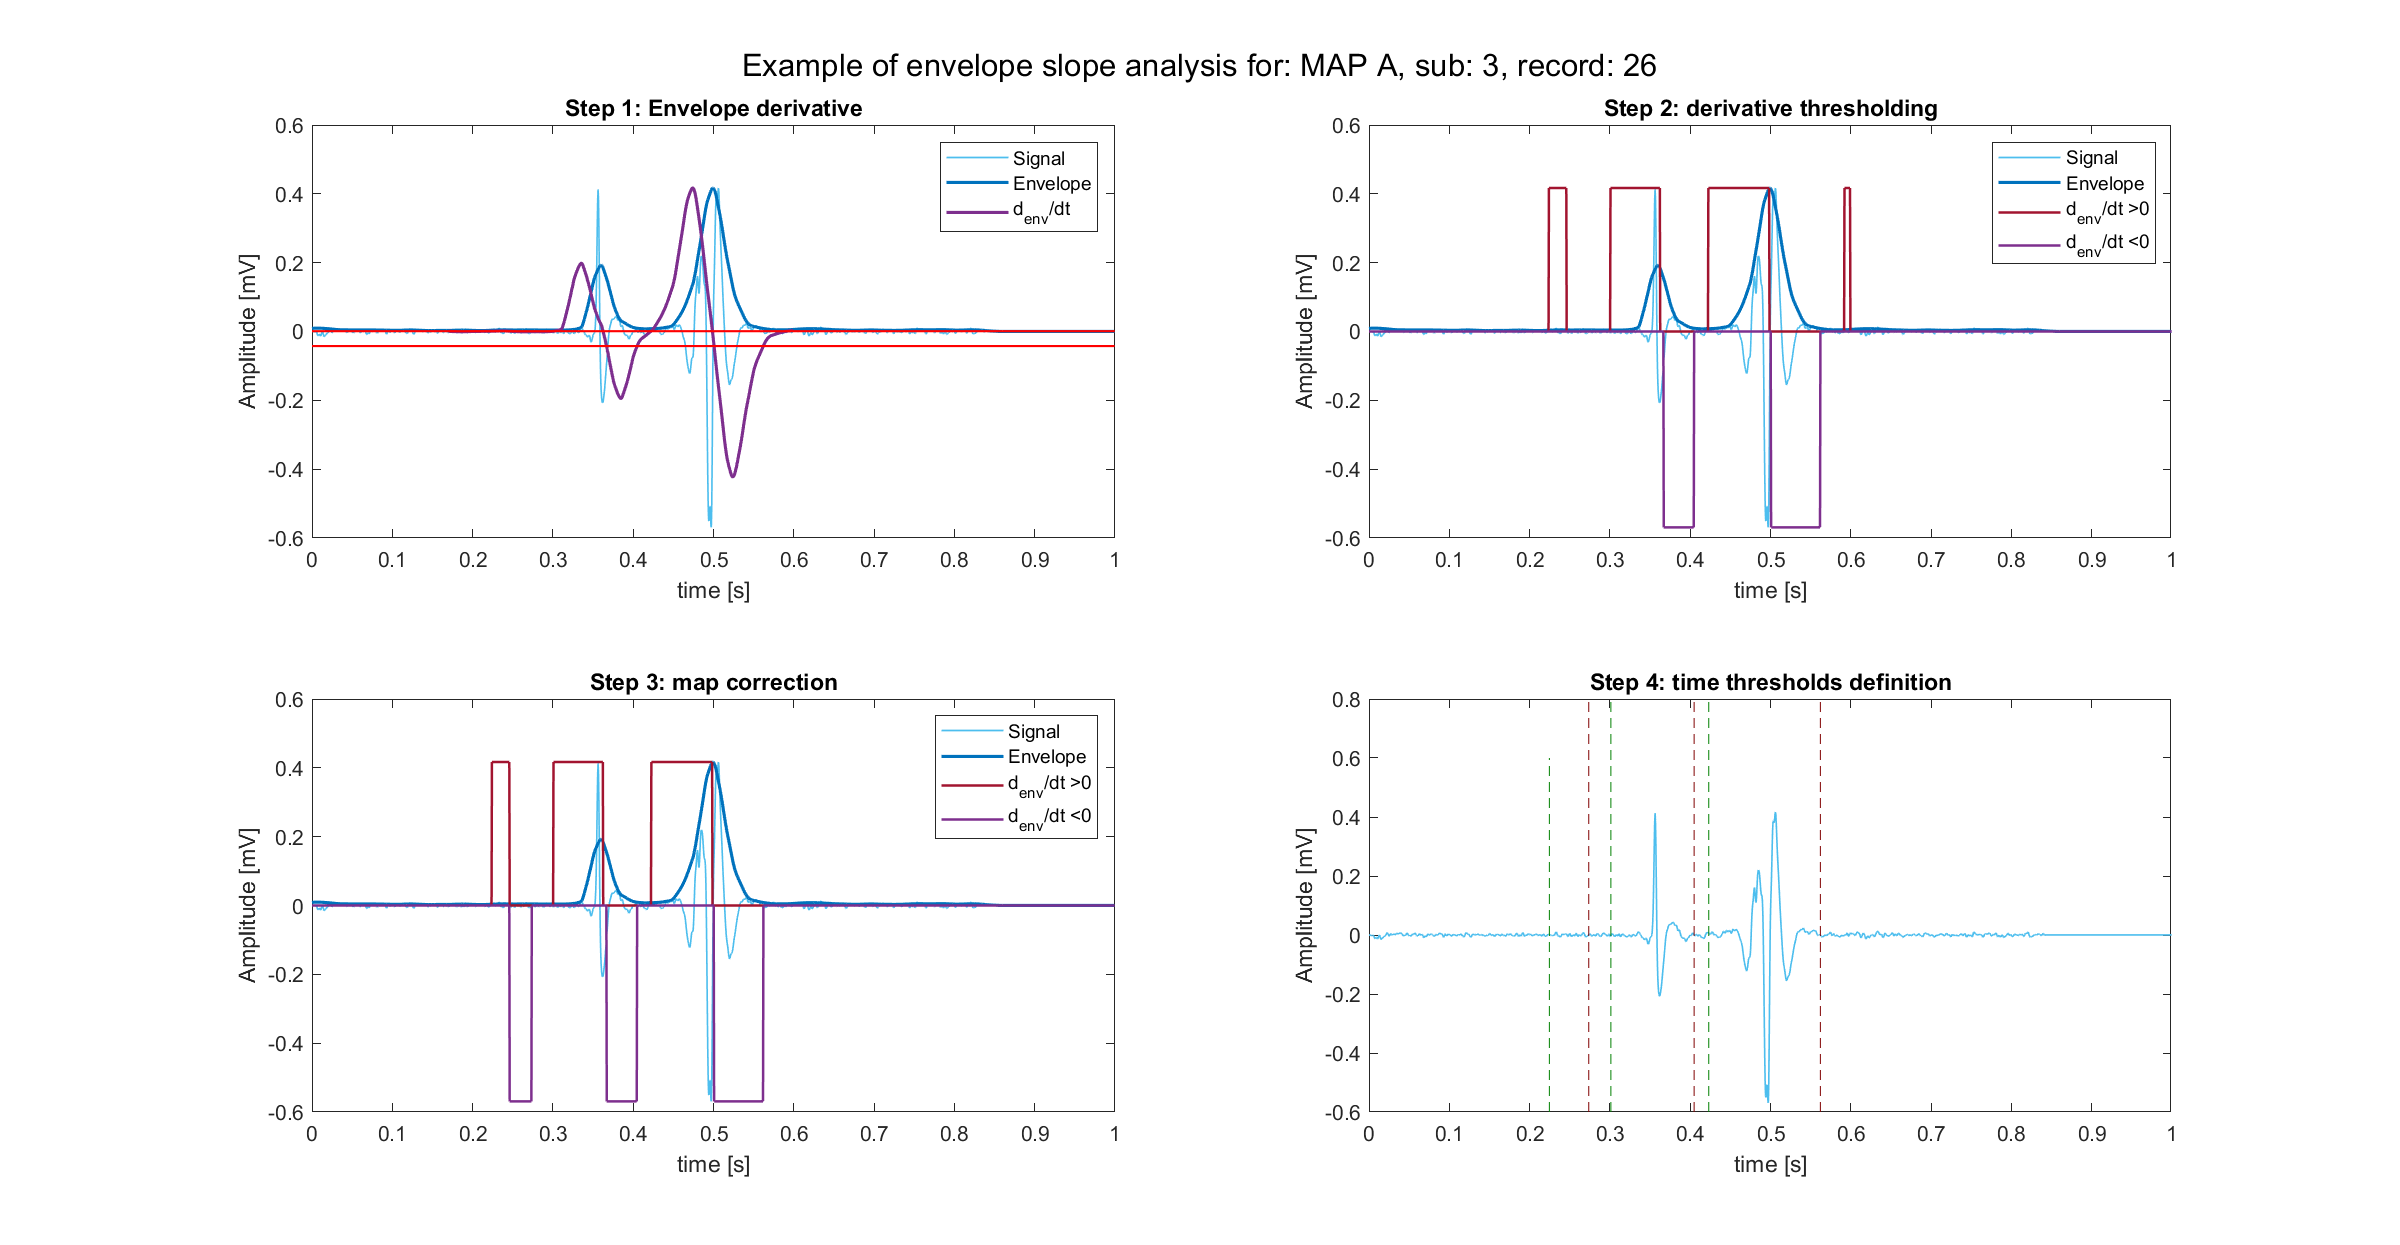 Example of envelope slope analysis for: MAP A, sub: 3, record: 26
Step 1: Envelope derivative
0.6
0.4
0.2
0
-0.2
-0.4
-0.6
Amplitude [mV]
0 0.1 0.2 0.3 0.4 0.5 0.6 0.7 0.8 0.9 1
time [s]
Signal
Envelope
d_env/dt
Step 2: derivative thresholding
0.6
0.4
0.2
0
-0.2
-0.4
-0.6
Amplitude [mV]
0 0.1 0.2 0.3 0.4 0.5 0.6 0.7 0.8 0.9 1
time [s]
Signal
Envelope
d_env/dt >0
d_env/dt <0
Step 3: map correction
0.6
0.4
0.2
0
-0.2
-0.4
-0.6
Amplitude [mV]
0 0.1 0.2 0.3 0.4 0.5 0.6 0.7 0.8 0.9 1
time [s]
Signal
Envelope
d_env/dt >0
d_env/dt <0
Step 4: time thresholds definition
0.8
0.6
0.4
0.2
0
-0.2
-0.4
-0.6
Amplitude [mV]
0 0.1 0.2 0.3 0.4 0.5 0.6 0.7 0.8 0.9 1
time [s]